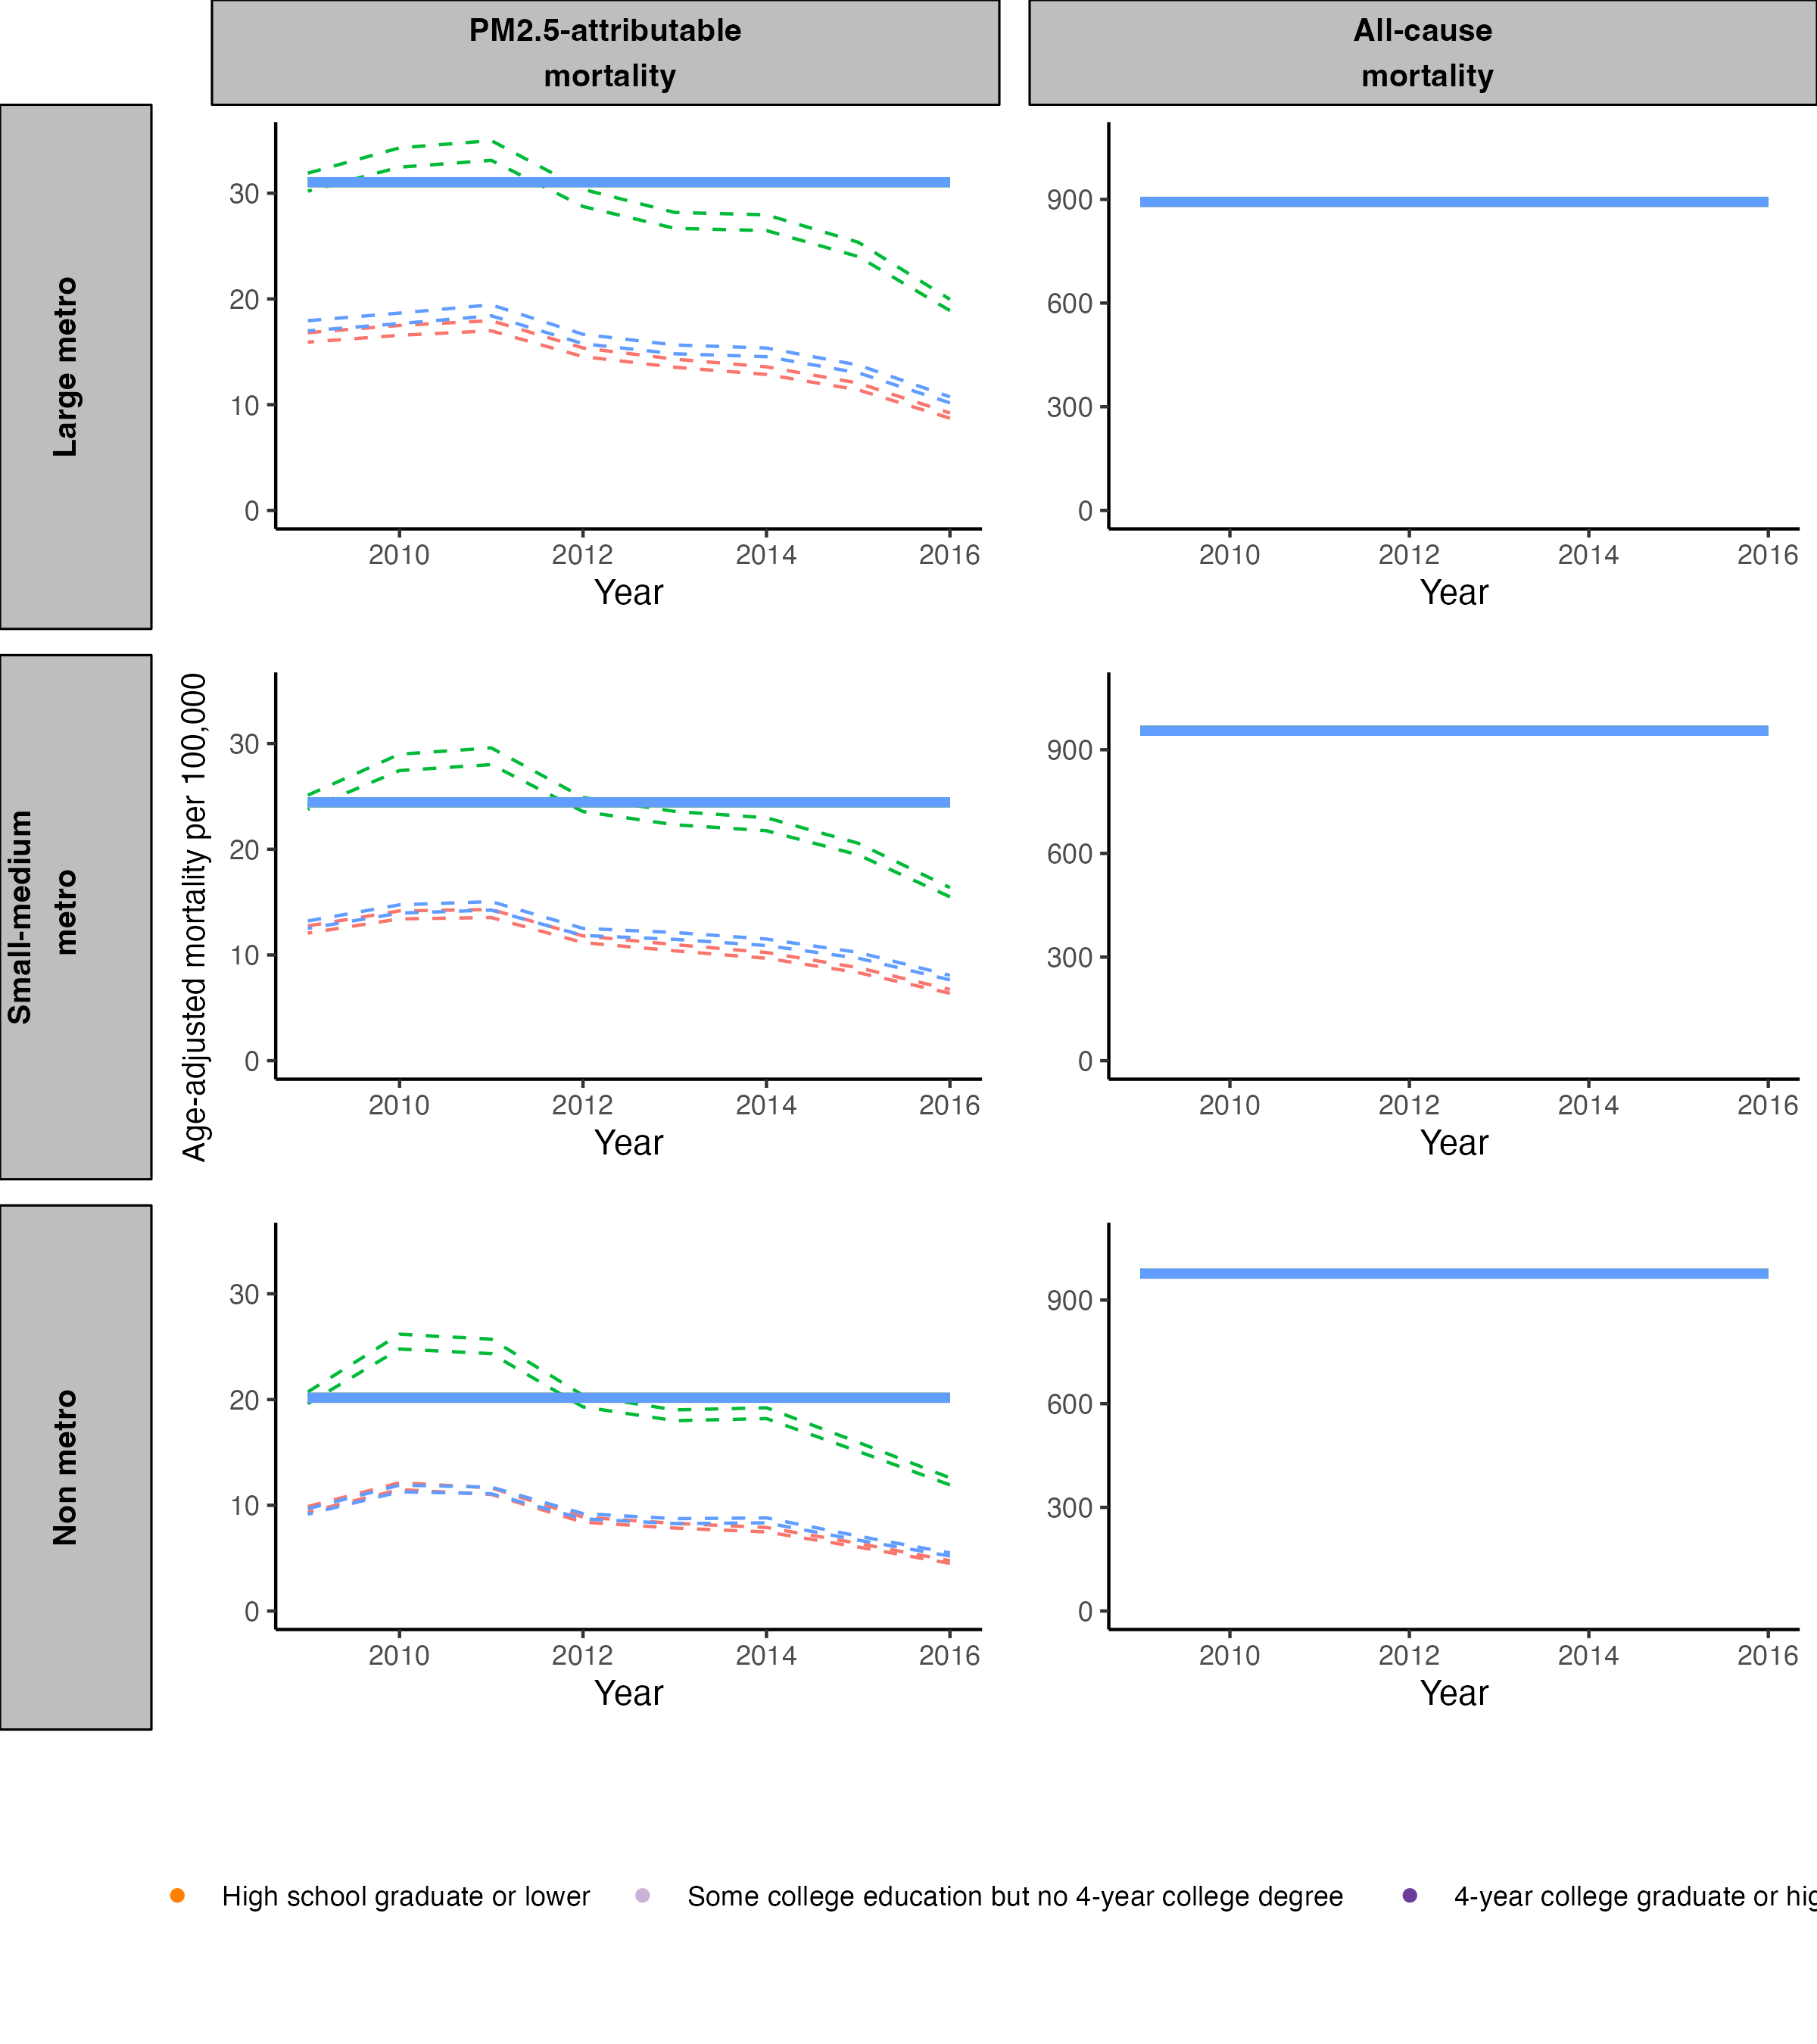 PM2.5-attributable
mortality
All-cause
mortality
Large metro
30
20
10
0
2010 2012 2014 2016
Year
900
600
300
0
2010 2012 2014 2016
Year
Small-medium
metro
Age-adjusted mortality per 100,000
30
20
10
0
2010 2012 2014 2016
Year
900
600
300
0
2010 2012 2014 2016
Year
Non metro
30
20
10
0
2010 2012 2014 2016
Year
900
600
300
0
2010 2012 2014 2016
Year
High school graduate or lower
Some college education but no 4-year college degree
4-year college graduate or hig